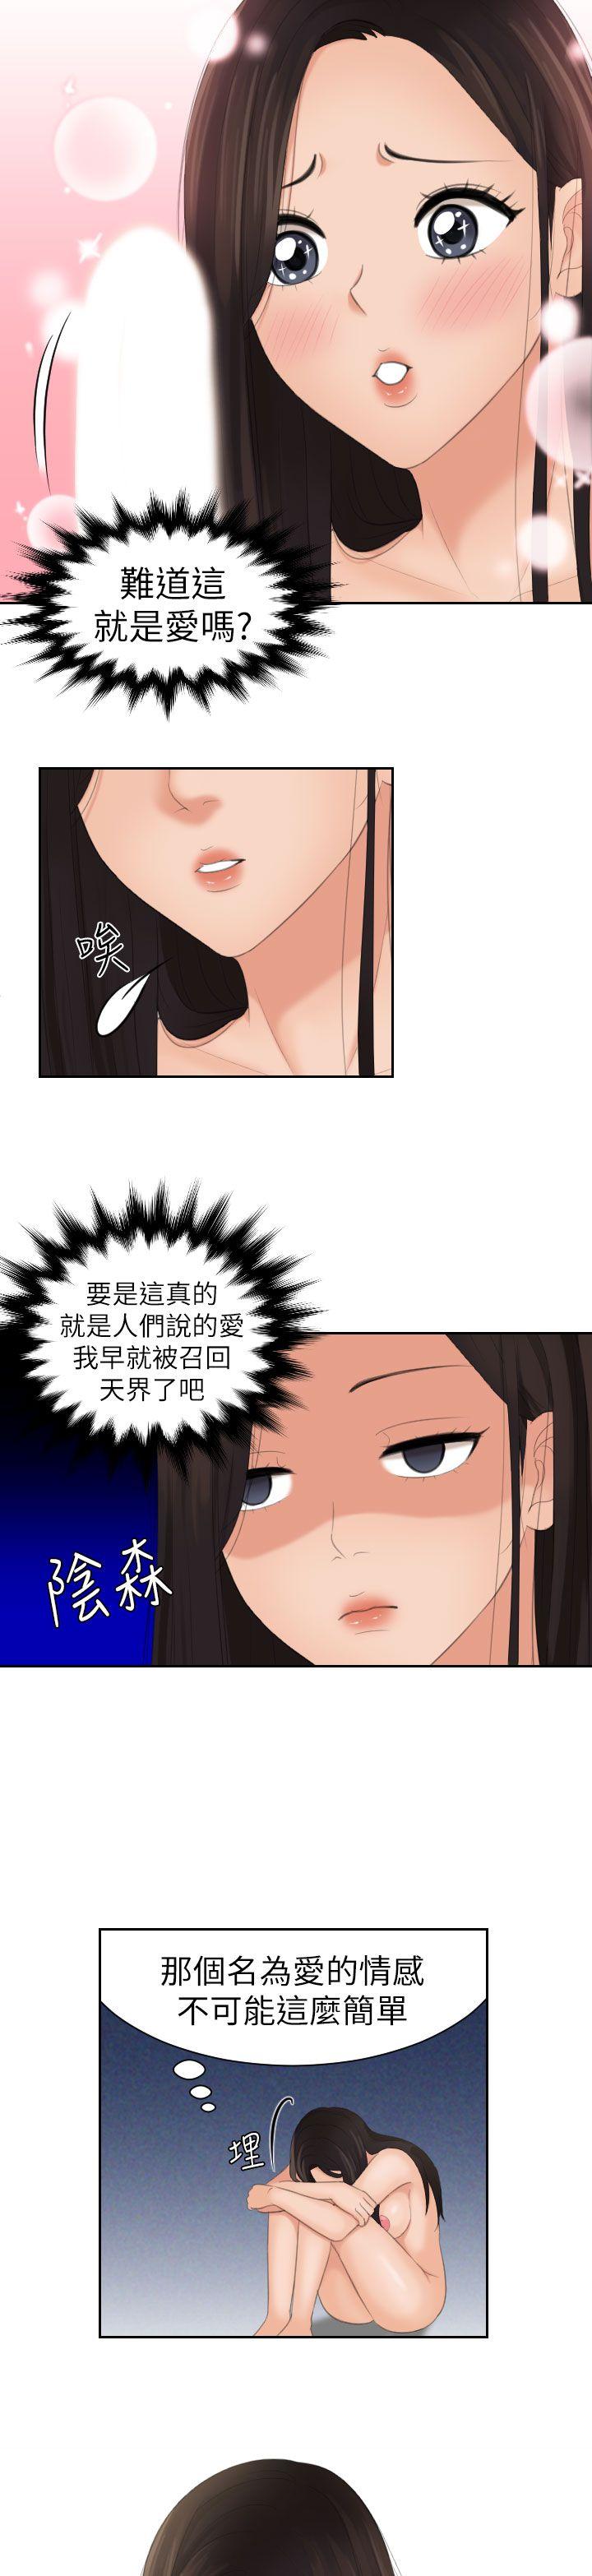 難道這
就是愛嗎?
唉
要是這真的
就是人們說的愛
我早就被召回
天界了吧
陰森
那個名為愛的情感
不可能這麼簡單
埋